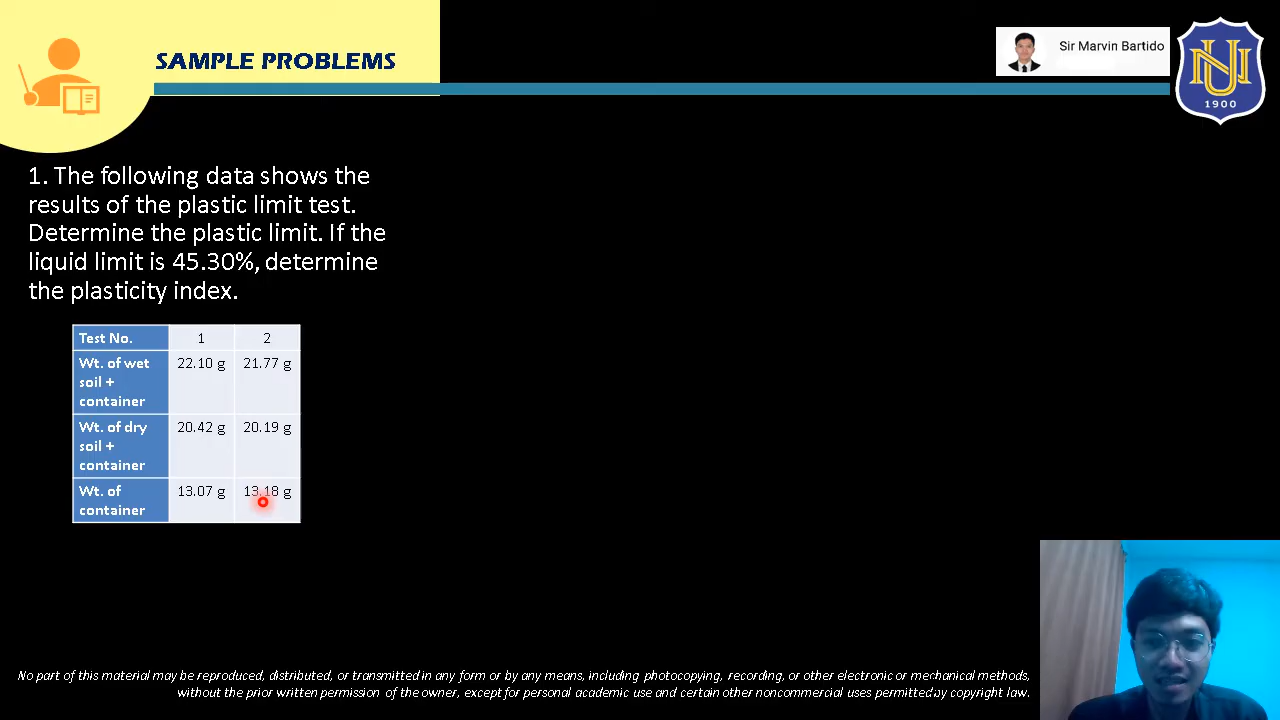 SAMPLE PROBLEMS
Sir Marvin Bartido
NU
1900
1. The following data shows the
results of the plastic limit test.
Determine the plastic limit. If the
liquid limit is 45.30%, determine
the plasticity index.
Test No. 1 2
Wt. of wet 22.10 g 21.77 g
soil +
container
Wt. of dry 20.42 g 20.19 g
soil +
container
Wt. of 13.07 g 13.18 g
container
No part of this material may be reproduced, distributed, or transmitted in any form or by any means, including photocopying, recording, or other electronic or mechanical methods,
without the prior written permission of the owner, except for personal academic use and certain other noncommercial uses permitted by copyright law.